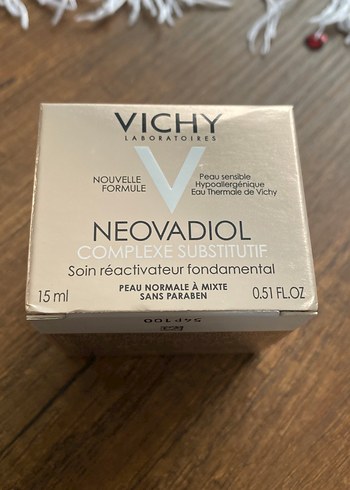 VICHY
LABORATOIRES
V
NOUVELLE
FORMULE
Peau sensible
Hypoallergénique
Eau Thermale de Vichy
NEOVADIOL
COMPLEXE SUBSTITUTIF
Soin réactivateur fondamental
15 ml
PEAU NORMALE À MIXTE
SANS PARABEN
0.51 FL.OZ